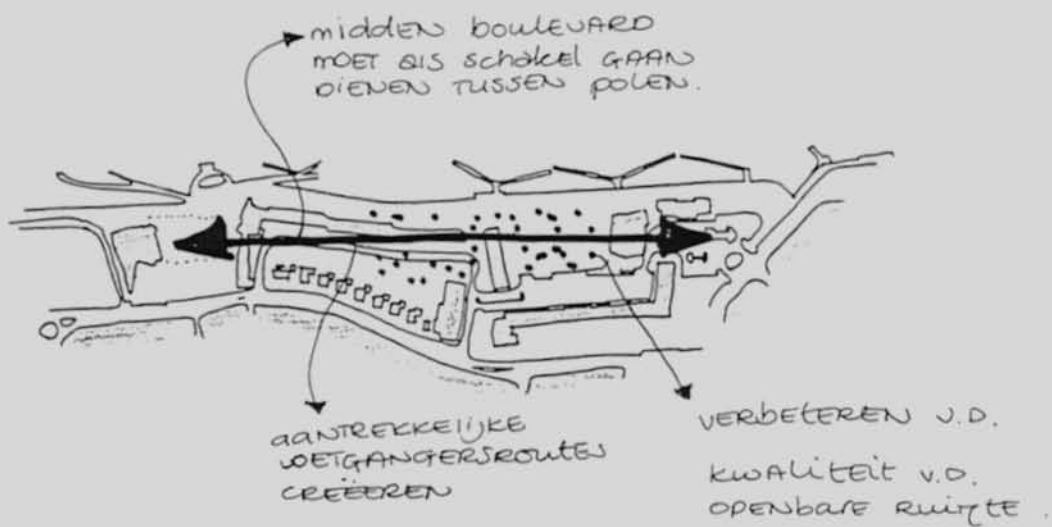 midden boulevard
moet als schakel gaan
dienen tussen polen.
aantrekkelijke
voetgangersroutes
creëeren
verbeteren v.d.
kwaliteit v.d.
openbare ruimte.